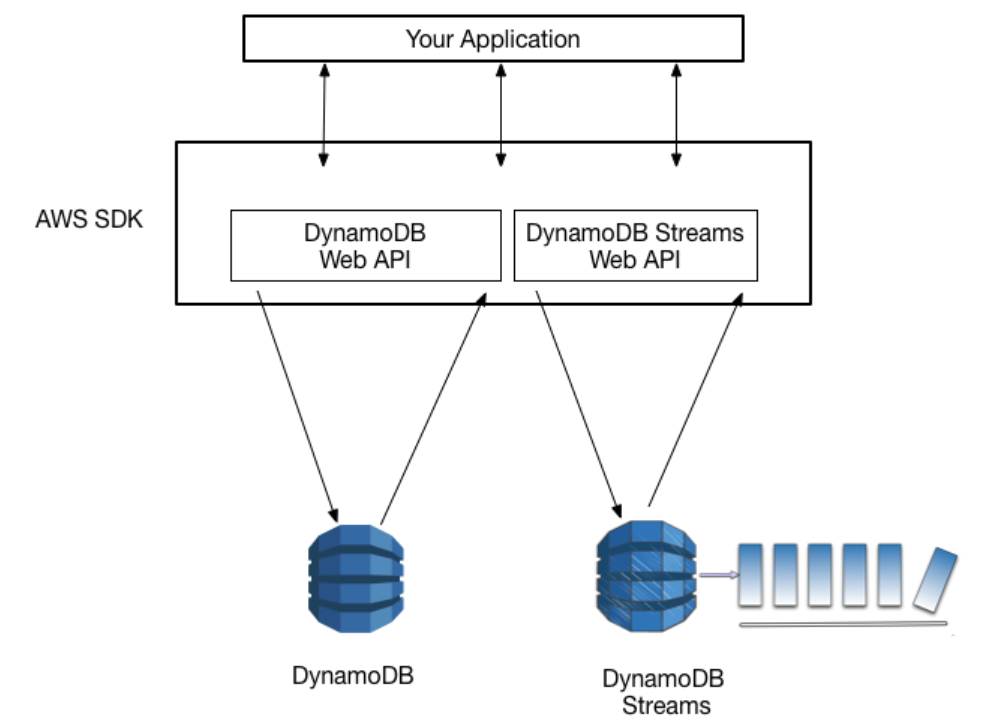 Your Application
AWS SDK
DynamoDB
Web API
DynamoDB Streams
Web API
DynamoDB
DynamoDB
Streams